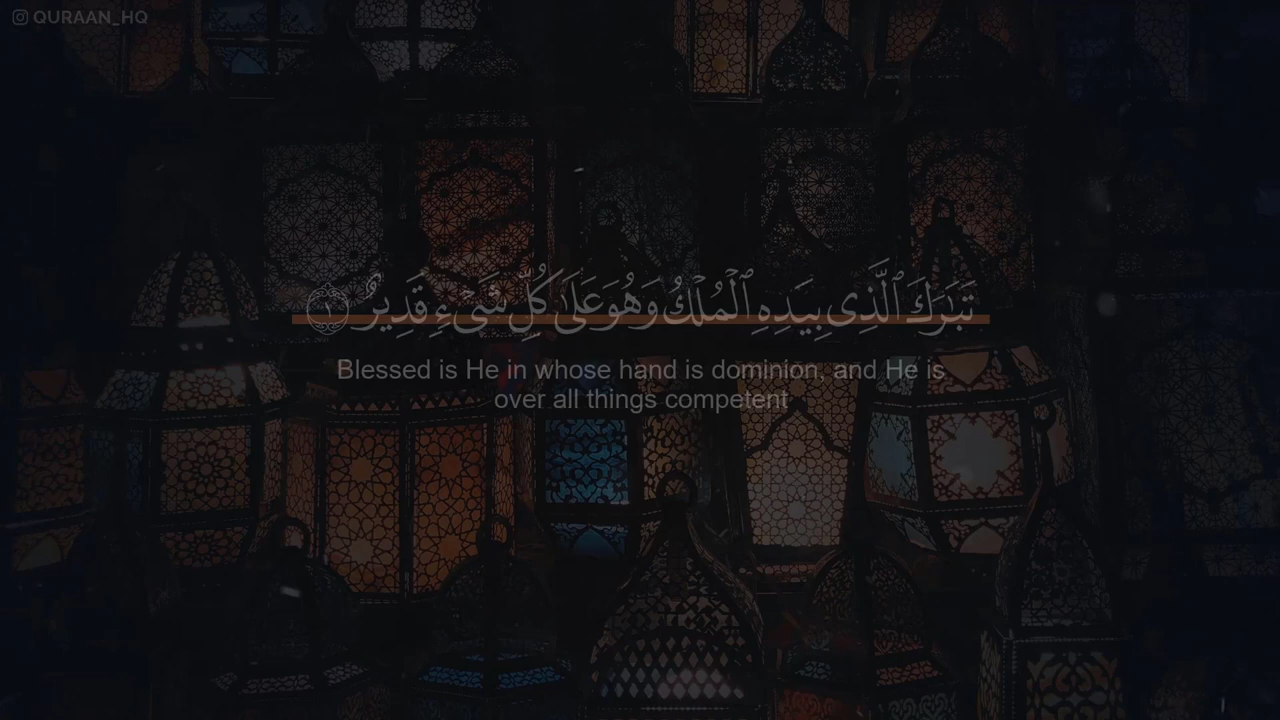 QURAAN_HQ
تَبَٰرَكَ ٱلَّذِى بِيَدِهِ ٱلْمُلْكُ وَهُوَ عَلَىٰ كُلِّ شَىْءٍ قَدِيرٌ ١
Blessed is He in whose hand is dominion, and He is
over all things competent